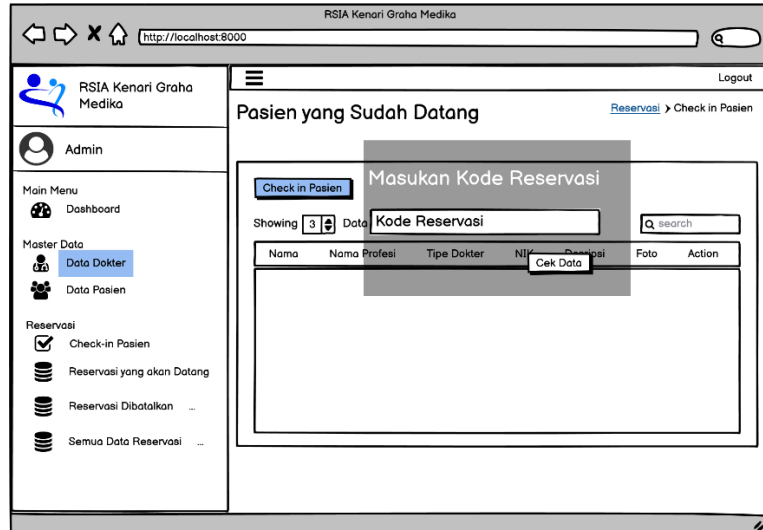 RSIA Kenari Graha Medika
http://localhost:8000
RSIA Kenari Graha
Medika
Logout
Pasien yang Sudah Datang
Reservasi > Check in Pasien
Admin
Main Menu
Dashboard
Master Data
Data Dokter
Data Pasien
Reservasi
Check-in Pasien
Reservasi yang akan Datang
Reservasi Dibatalkan ...
Semua Data Reservasi ...
Check in Pasien
Masukan Kode Reservasi
Showing 3 Data
Kode Reservasi
search
Nama Nama Profesi Tipe Dokter Foto Action
Cek Data